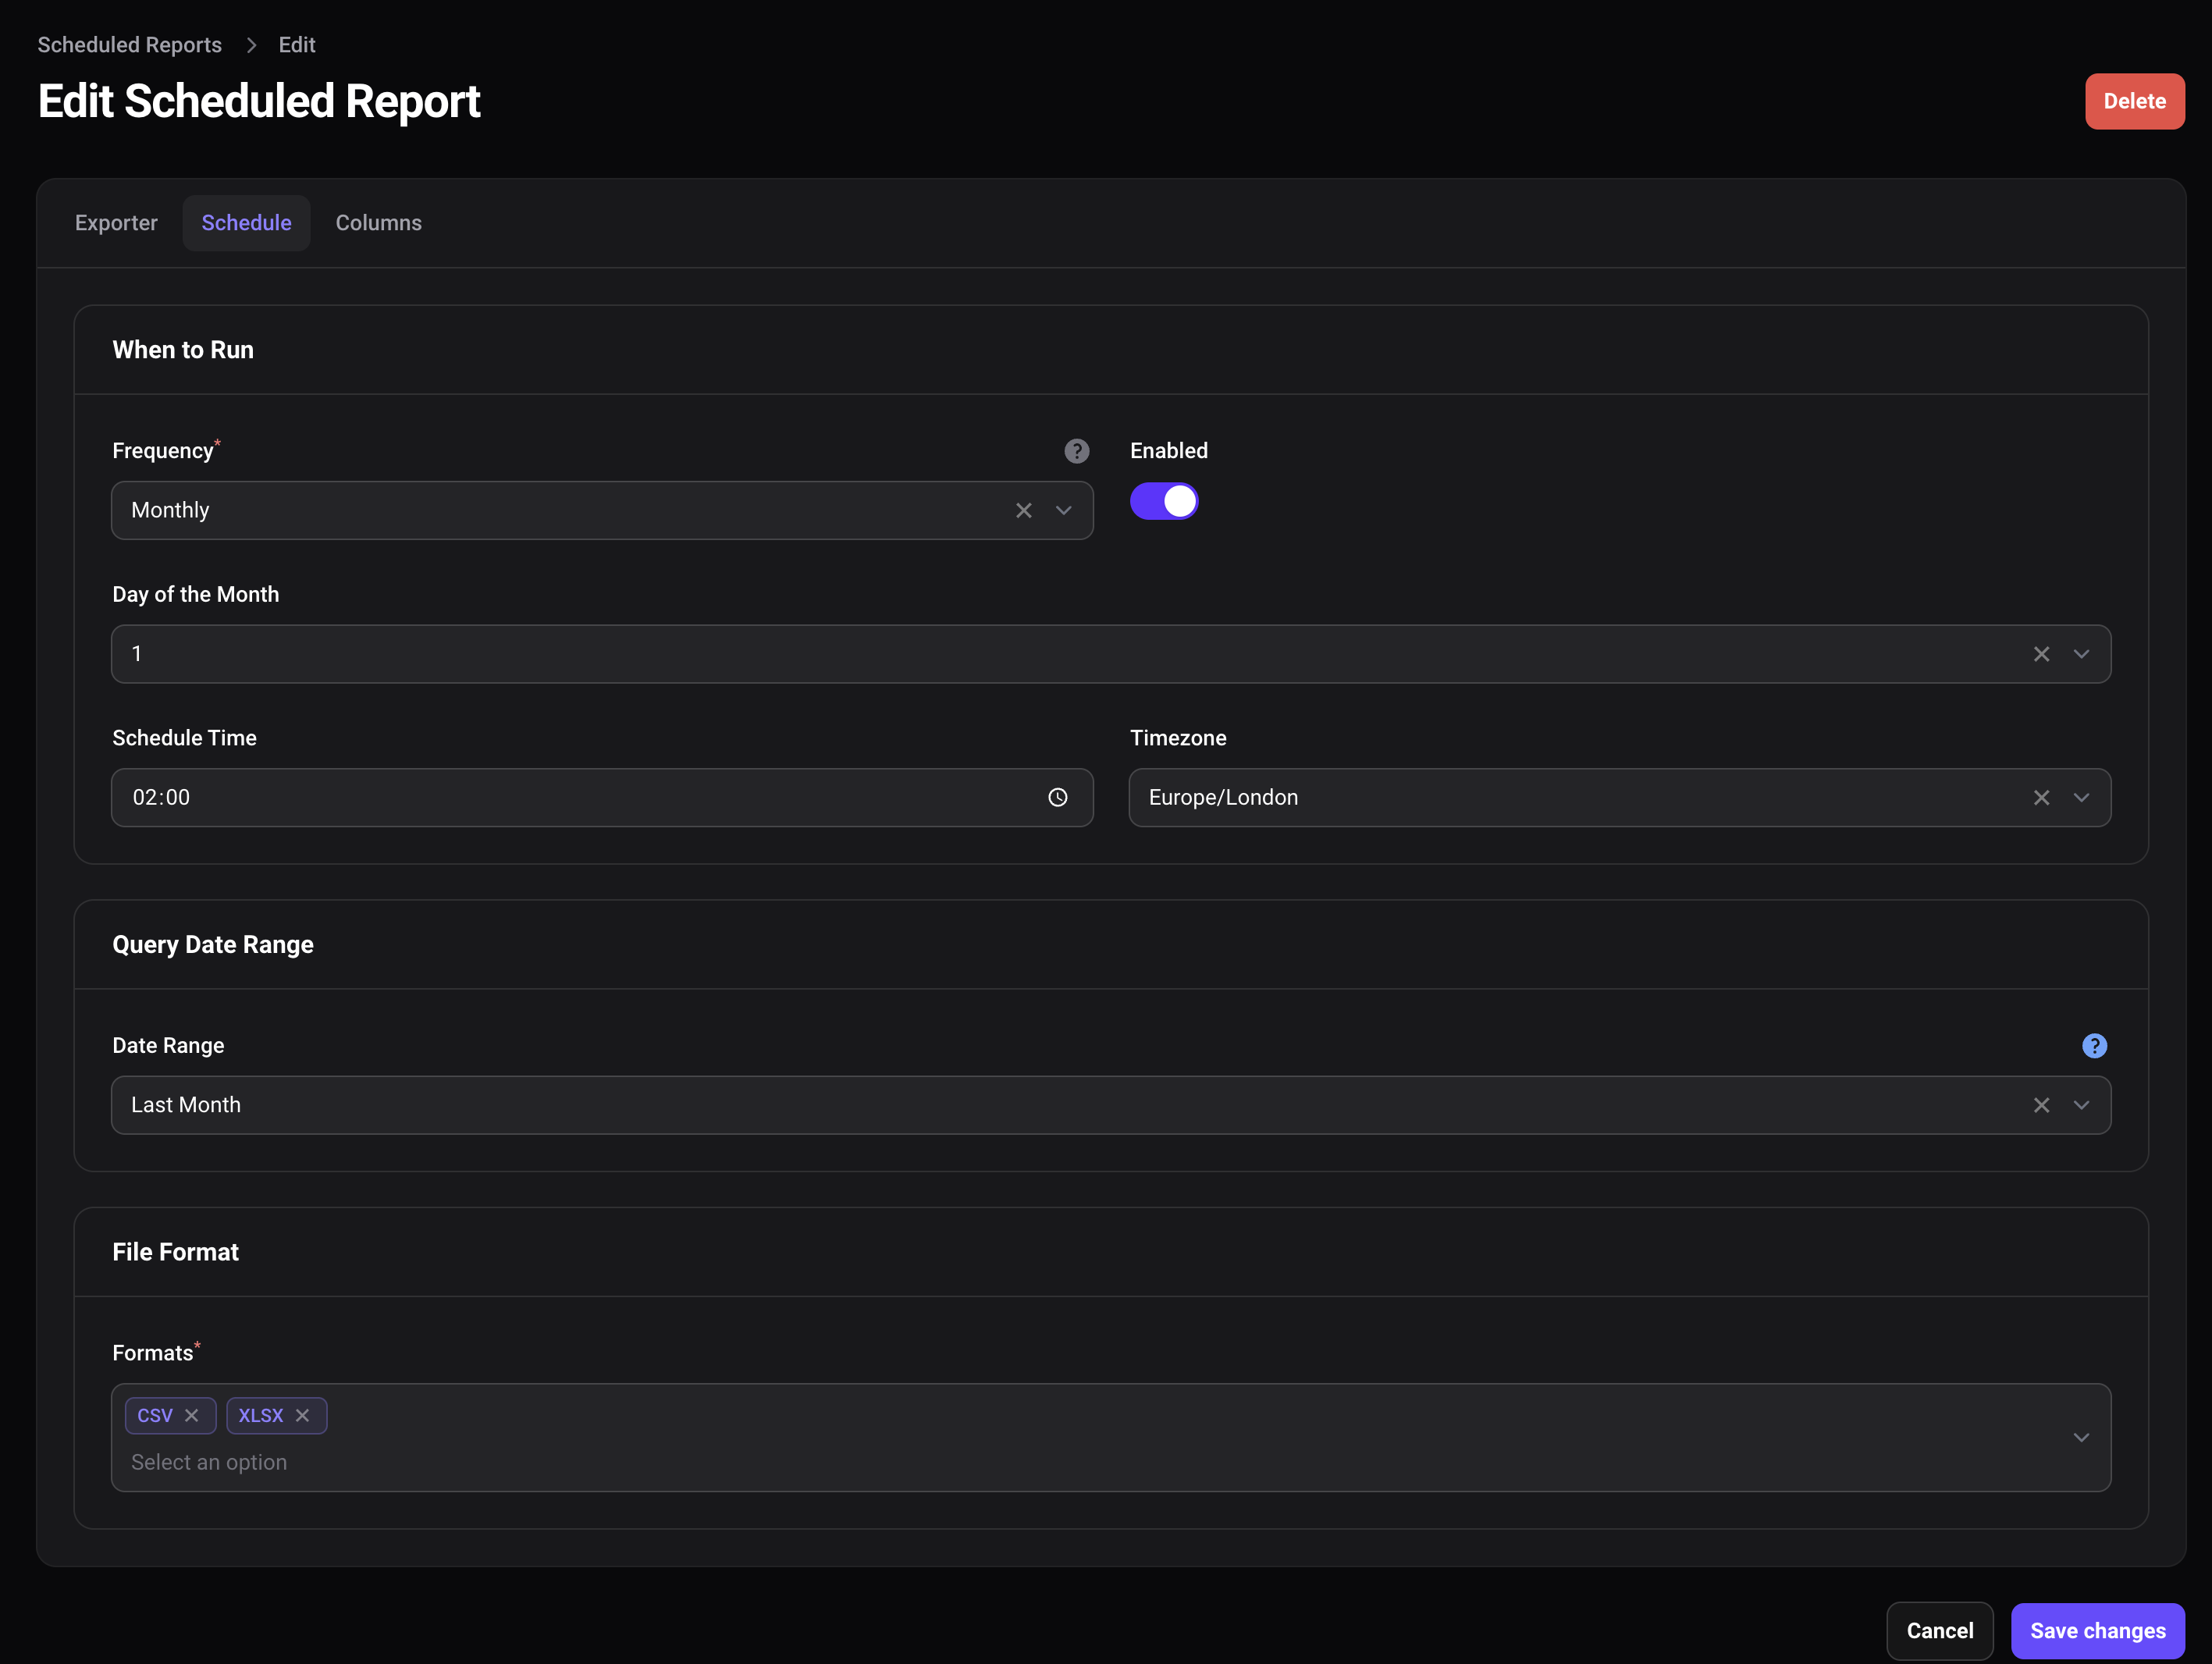 Scheduled Reports > Edit
Edit Scheduled Report
Delete
Exporter Schedule Columns
When to Run
Frequency* ? Enabled
Monthly
Day of the Month
1
Schedule Time Timezone
02:00 Europe/London
Query Date Range
Date Range ?
Last Month
File Format
Formats*
CSV XLSX
Select an option
Cancel Save changes